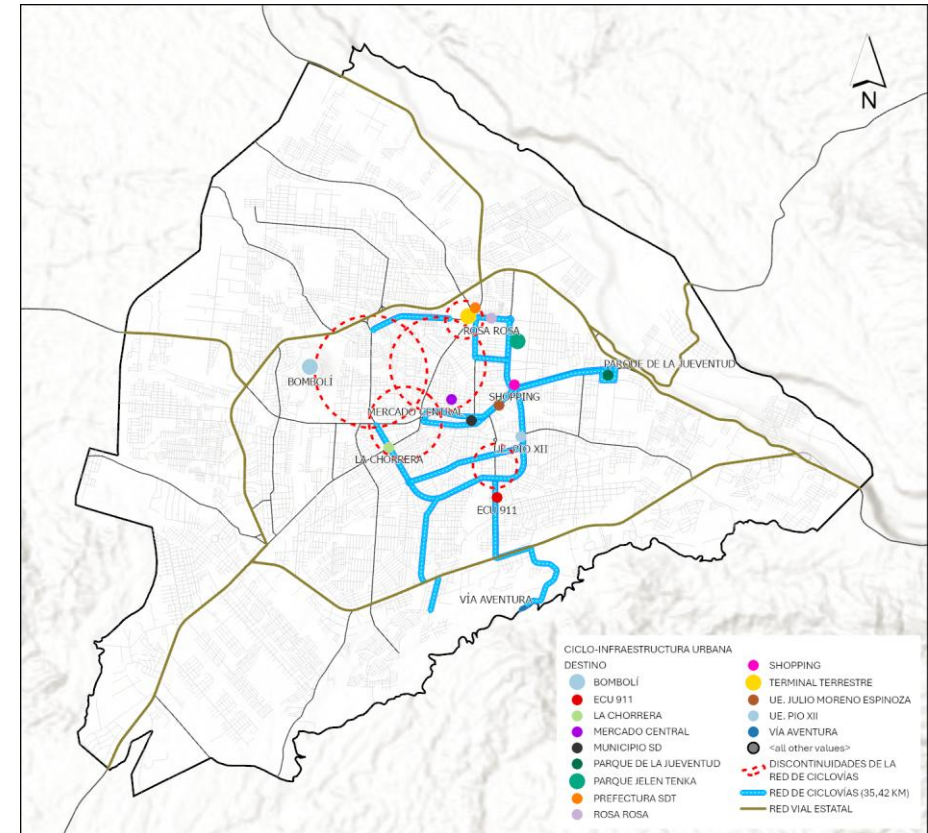 N
ROSA ROSA
PARQUE DE LA JUEVENTUD
BOMBOLÍ
SHOPPING
MERCADO CENTRAL
UE. PIO XII
LA CHORRERA
ECU 911
VÍA AVENTURA
CICLO-INFRAESTRUCTURA URBANA
DESTINO
BOMBOLÍ
ECU 911
LA CHORRERA
MERCADO CENTRAL
MUNICIPIO SD
PARQUE DE LA JUEVENTUD
PARQUE JELEN TENKA
PREFECTURA SDT
ROSA ROSA
SHOPPING
TERMINAL TERRESTRE
UE. JULIO MORENO ESPINOZA
UE. PIO XII
VÍA AVENTURA
<all other values>
DISCONTINUIDADES DE LA
RED DE CICLOVÍAS
RED DE CICLOVÍAS (35,42 KM)
RED VIAL ESTATAL